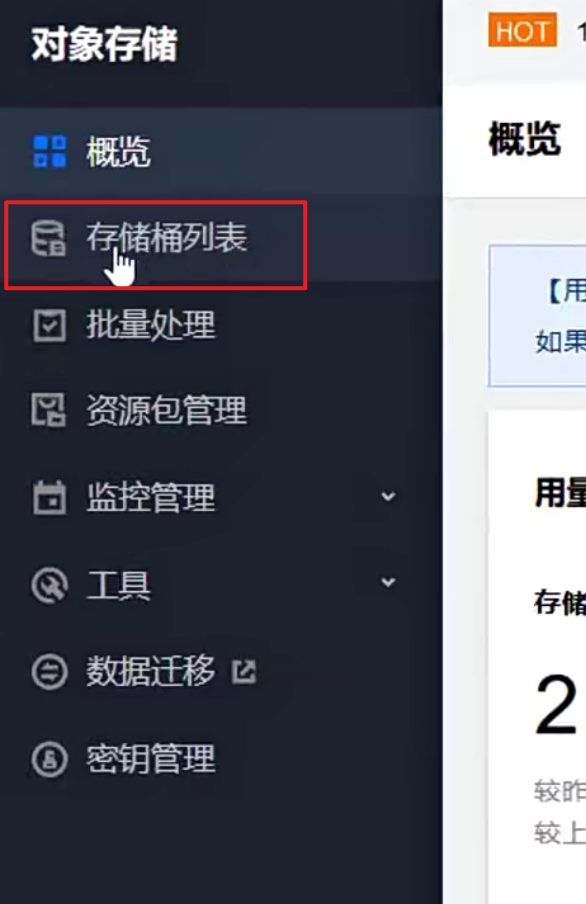 对象存储
概览
存储桶列表
批量处理
资源包管理
监控管理
工具
数据迁移
密钥管理
HOT 1
概览
【用
如果
用量
存储
2
较昨
较上